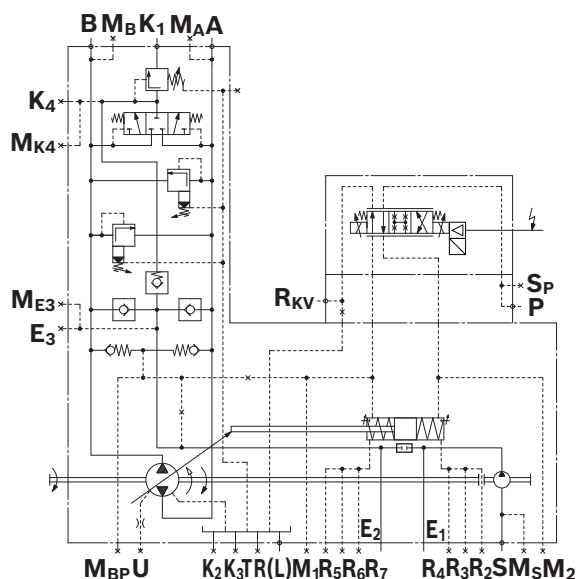 B M_B K_1 M_A A
K_4
M_K4
S_P
M_E3
R_KV
P
E_3
E_2 E_1
M_BP U K_2 K_3 T R(L) M_1 R_5 R_6 R_7 R_4 R_3 R_2 S M_S M_2